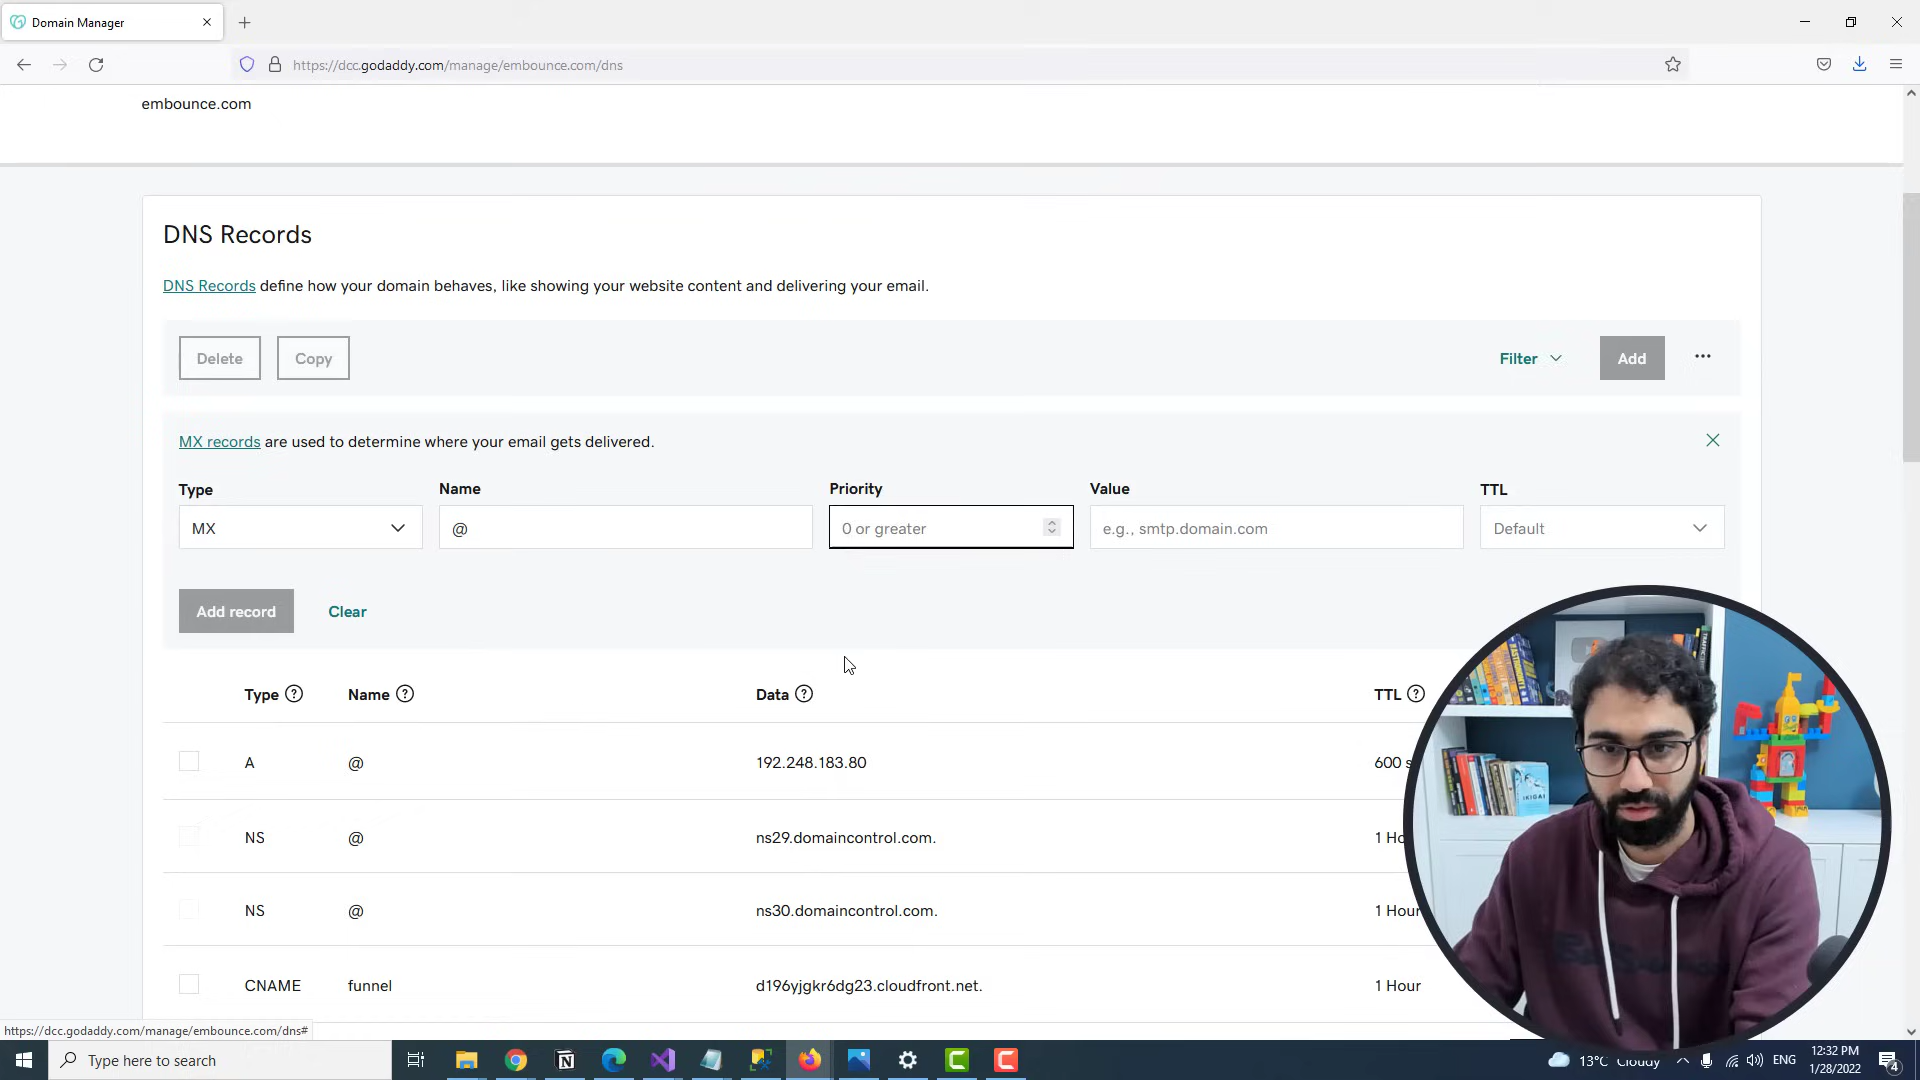 Domain Manager
https://dcc.godaddy.com/manage/embounce.com/dns
embounce.com
DNS Records
DNS Records define how your domain behaves, like showing your website content and delivering your email.
Delete Copy Filter Add
MX records are used to determine where your email gets delivered.
Type Name Priority Value TTL
MX @ 0 or greater e.g., smtp.domain.com Default
Add record Clear
Type Name Data TTL
A @ 192.248.183.80 600 s
NS @ ns29.domaincontrol.com. 1 Ho
NS @ ns30.domaincontrol.com. 1 Hour
CNAME funnel d196yjgkr6dg23.cloudfront.net. 1 Hour
IKIGAI
https://dcc.godaddy.com/manage/embounce.com/dns#
Type here to search
13°C Cloudy ENG 12:32 PM
1/28/2022
4